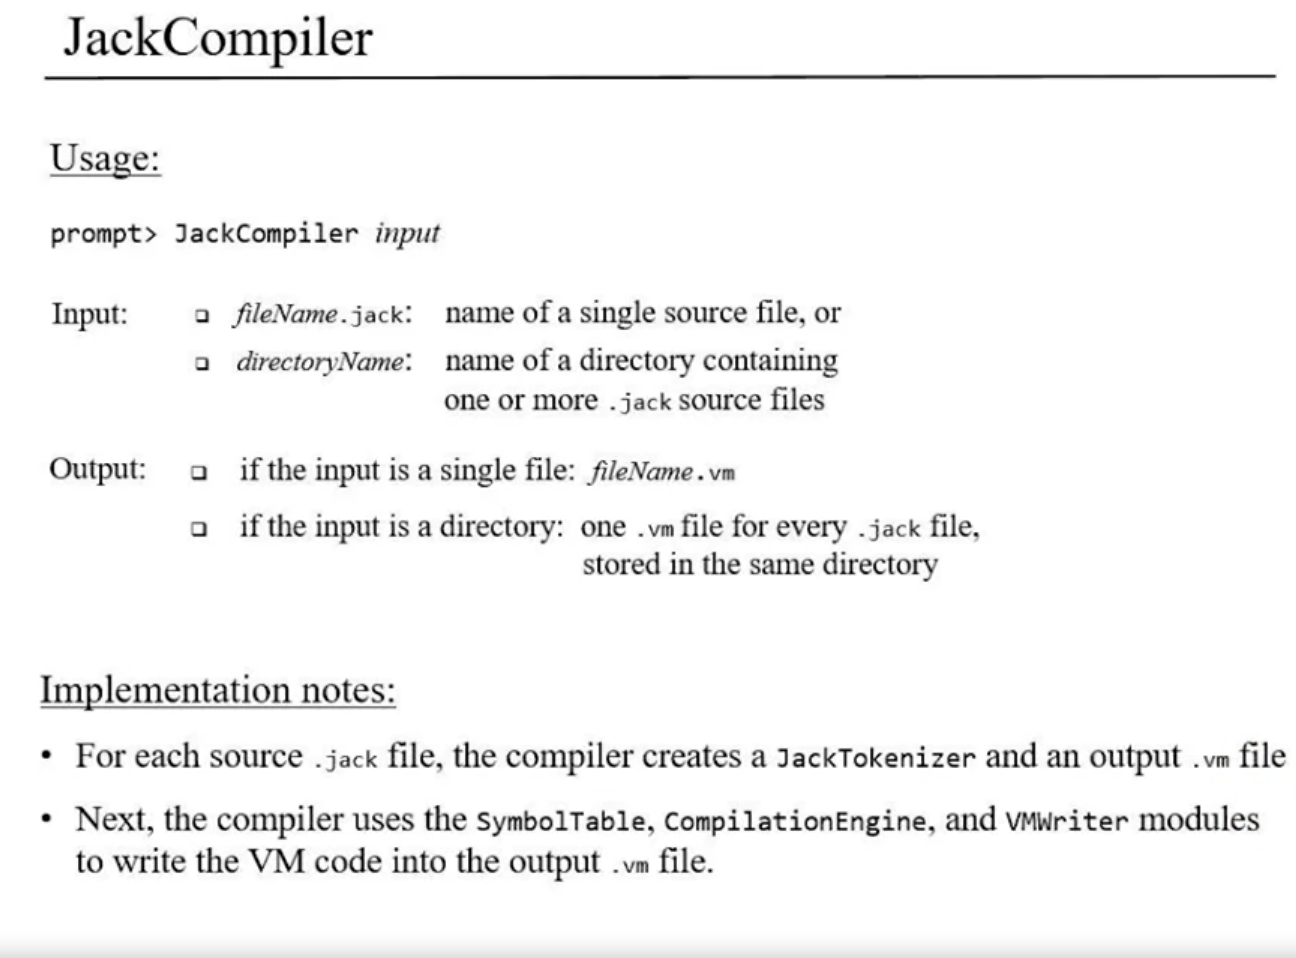 JackCompiler
Usage:
prompt> JackCompiler input
Input: ❑ fileName.jack: name of a single source file, or
❑ directoryName: name of a directory containing
one or more .jack source files
Output: ❑ if the input is a single file: fileName.vm
❑ if the input is a directory: one .vm file for every .jack file,
stored in the same directory
Implementation notes:
• For each source .jack file, the compiler creates a JackTokenizer and an output .vm file
• Next, the compiler uses the SymbolTable, CompilationEngine, and VMWriter modules
to write the VM code into the output .vm file.